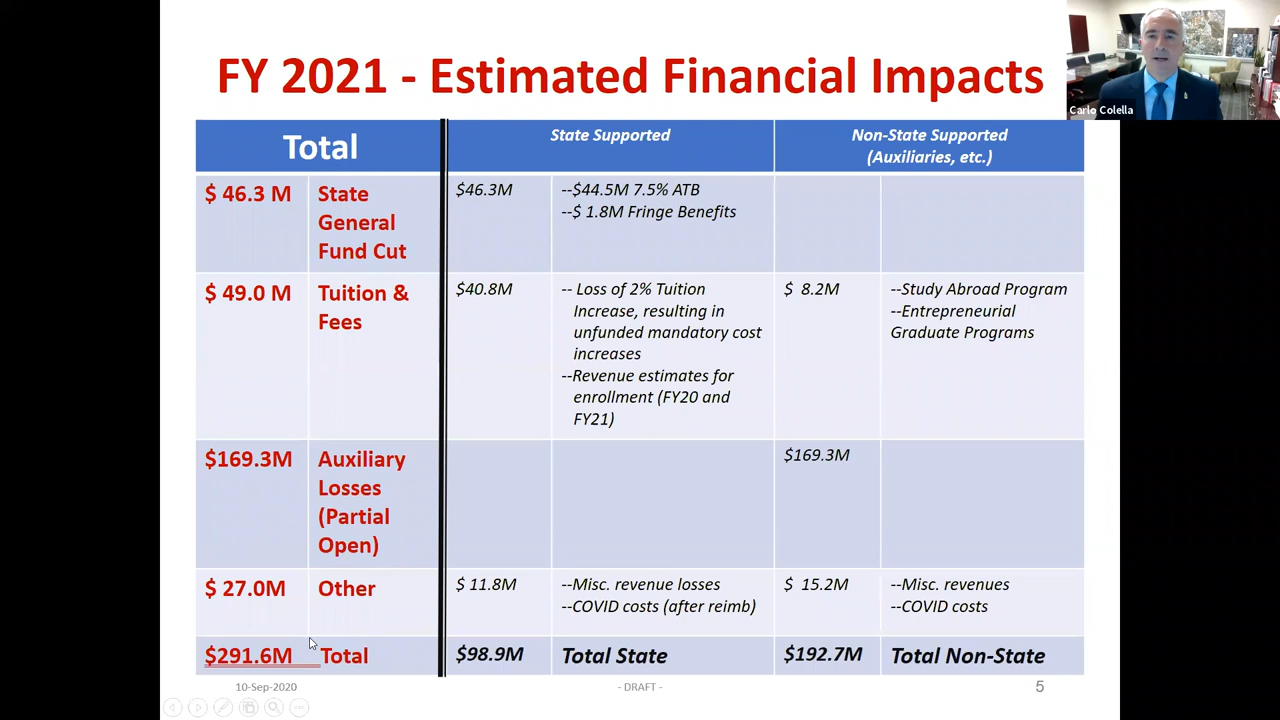 FY 2021 - Estimated Financial Impacts
Carlo Colella
Total
State Supported
Non-State Supported
(Auxiliaries, etc.)
$ 46.3 M
State
General
Fund Cut
$46.3M
--$44.5M 7.5% ATB
--$ 1.8M Fringe Benefits
$ 49.0 M
Tuition &
Fees
$40.8M
-- Loss of 2% Tuition
Increase, resulting in
unfunded mandatory cost
increases
--Revenue estimates for
enrollment (FY20 and
FY21)
$ 8.2M
--Study Abroad Program
--Entrepreneurial
Graduate Programs
$169.3M
Auxiliary
Losses
(Partial
Open)
$169.3M
$ 27.0M
Other
$ 11.8M
--Misc. revenue losses
--COVID costs (after reimb)
$ 15.2M
--Misc. revenues
--COVID costs
$291.6M
Total
$98.9M
Total State
$192.7M
Total Non-State
10-Sep-2020
- DRAFT -
5